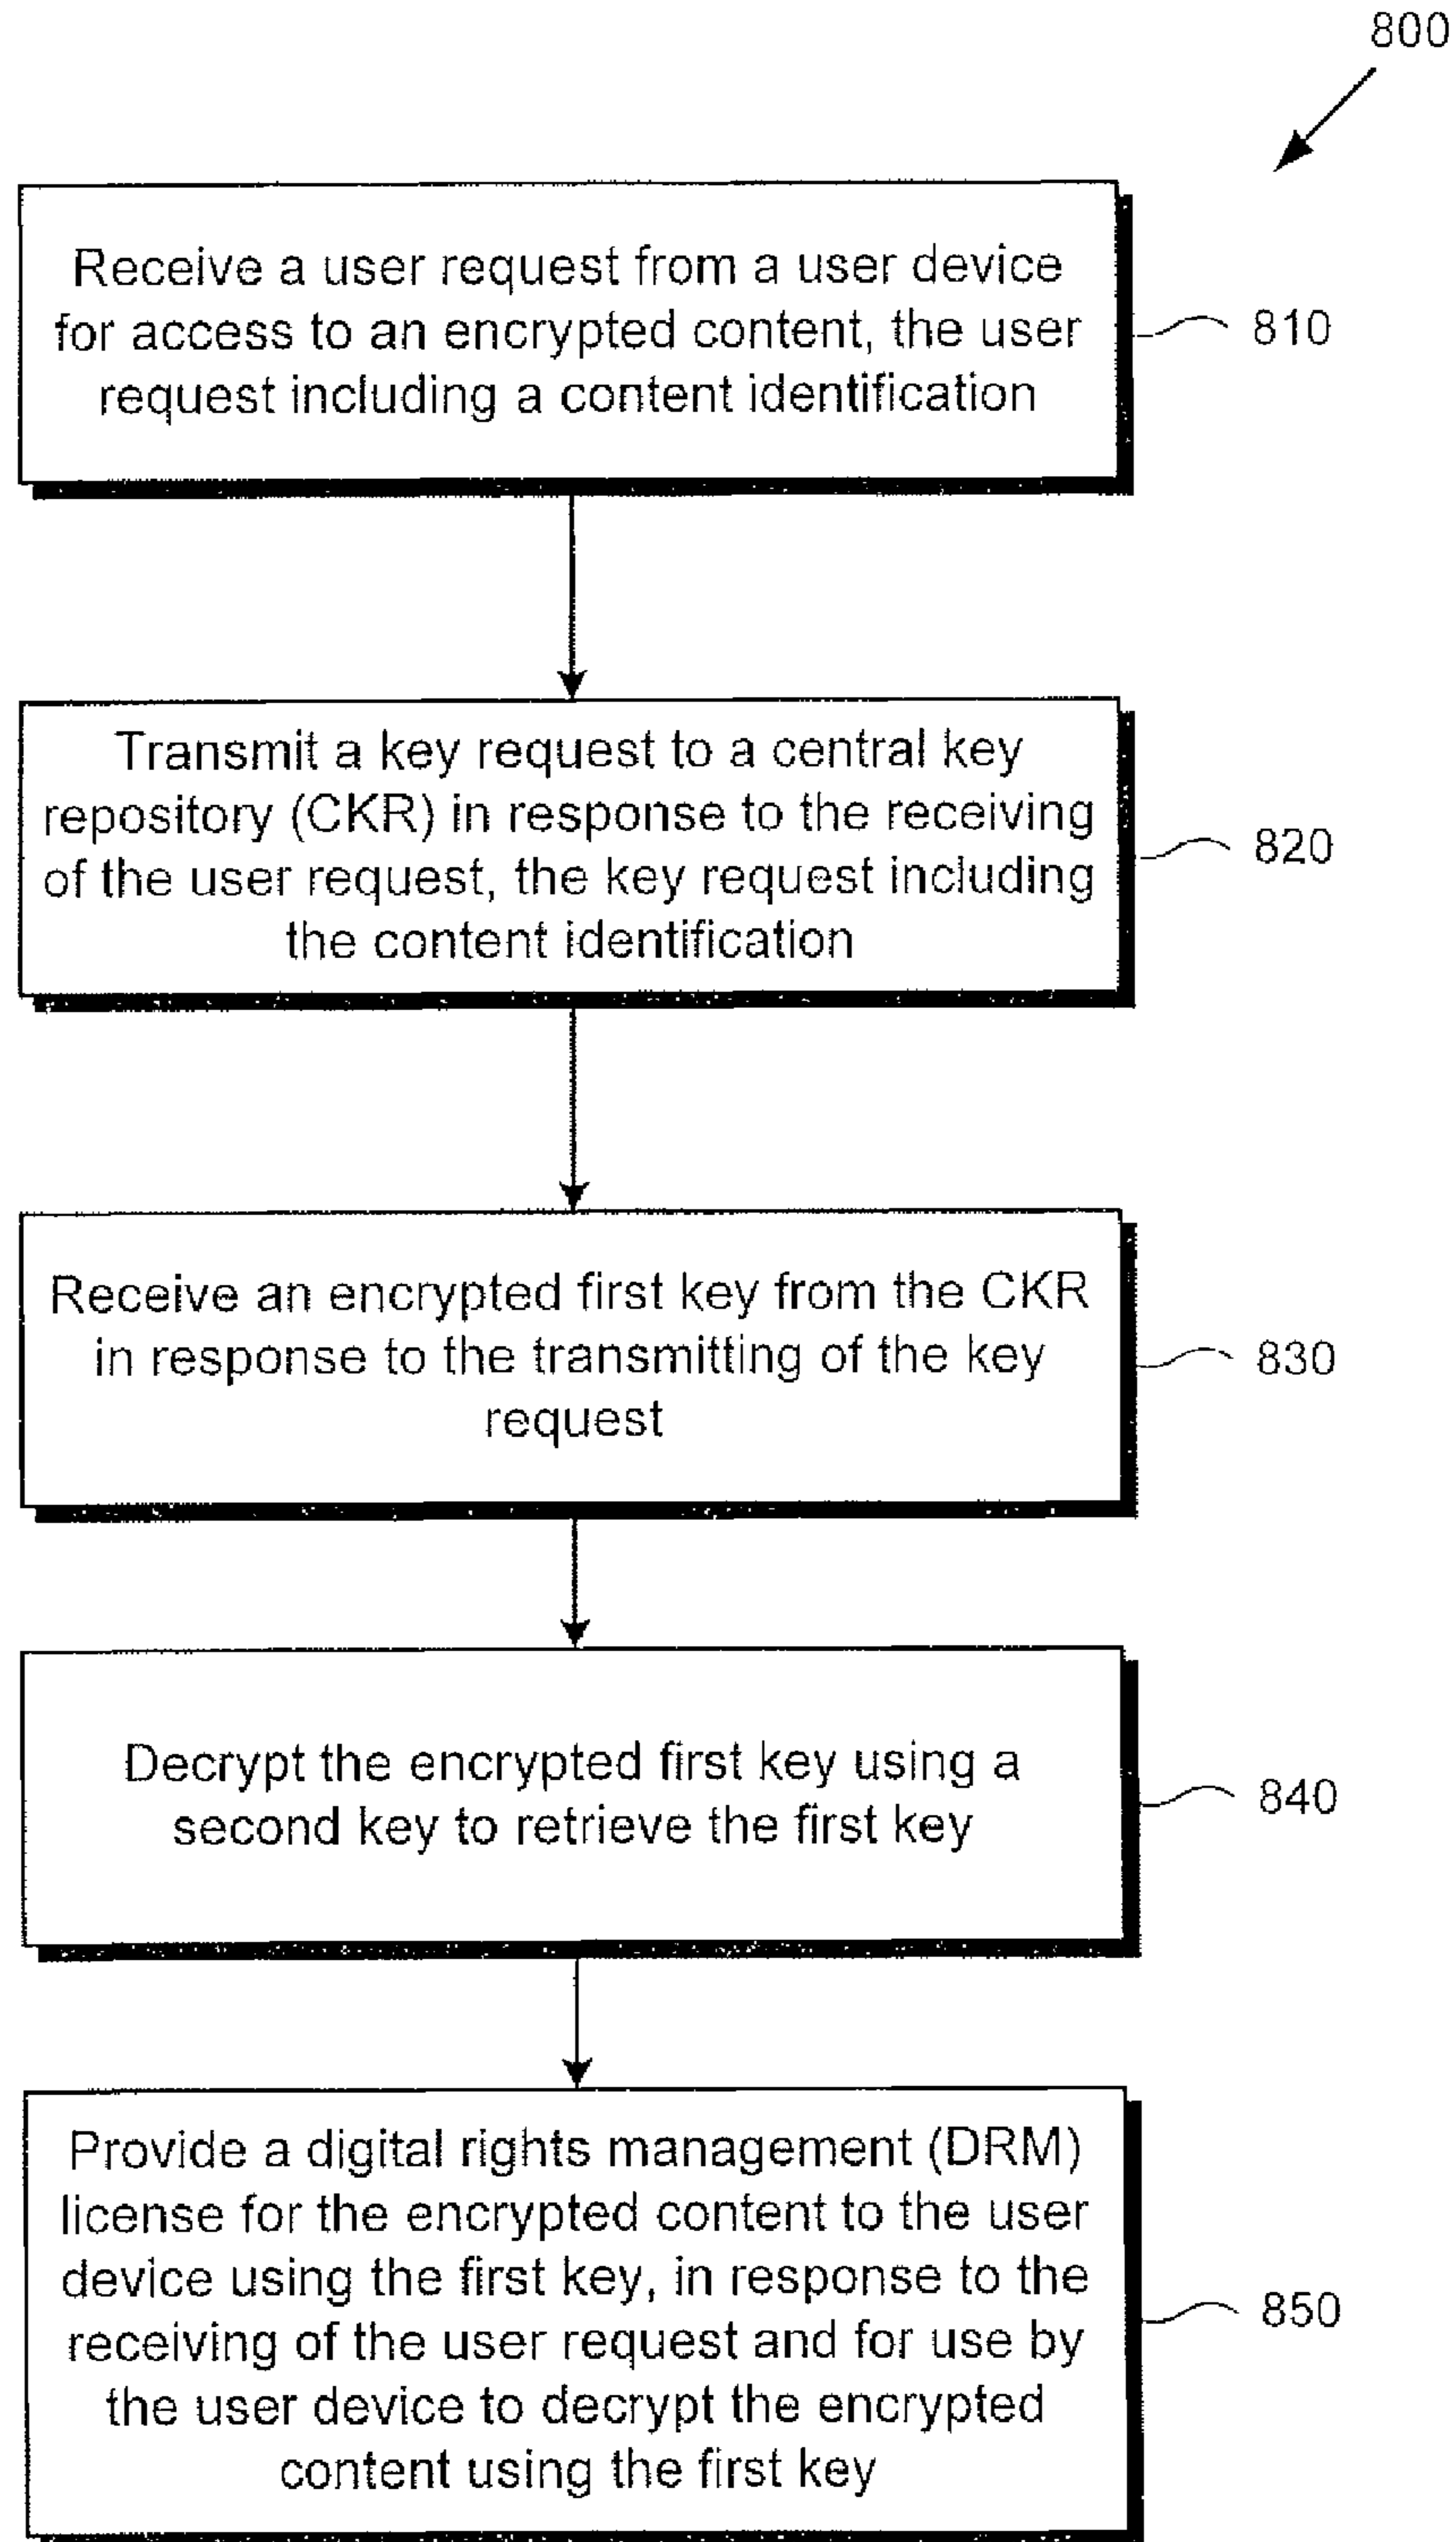 800
Receive a user request from a user device
for access to an encrypted content, the user
request including a content identification
810
Transmit a key request to a central key
repository (CKR) in response to the receiving
of the user request, the key request including
the content identification
820
Receive an encrypted first key from the CKR
in response to the transmitting of the key
request
830
Decrypt the encrypted first key using a
second key to retrieve the first key
840
Provide a digital rights management (DRM)
license for the encrypted content to the user
device using the first key, in response to the
receiving of the user request and for use by
the user device to decrypt the encrypted
content using the first key
850